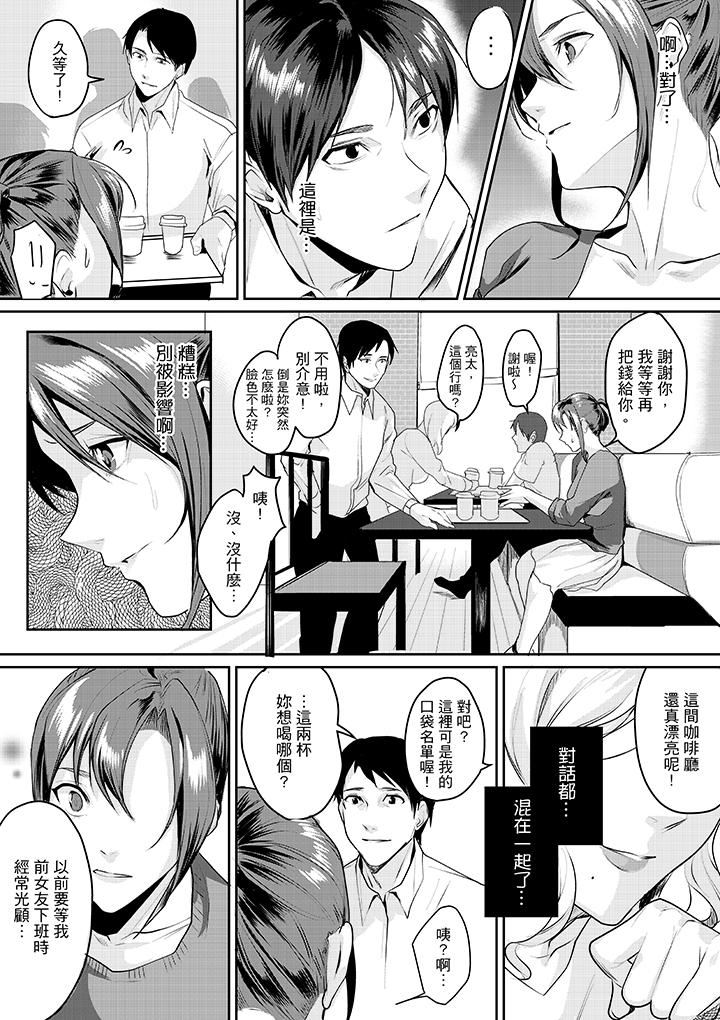 啊…對了…
…
這裡是…
久等了！
謝謝你，
我等等再
把錢給你。
喔！
謝啦～
亮太，
這個行嗎？
不用啦，
別介意！
倒是妳突然
怎麼啦？
臉色不太好…
咦！
沒、沒什麼…
糟糕…
別被影響啊…
這間咖啡廳
還真漂亮呢！
對話都…
混在一起了…
對吧？
這裡可是我的
口袋名單喔！
…這兩杯
妳想喝哪個？
咦？啊…
以前要等我
前女友下班時
經常光顧…